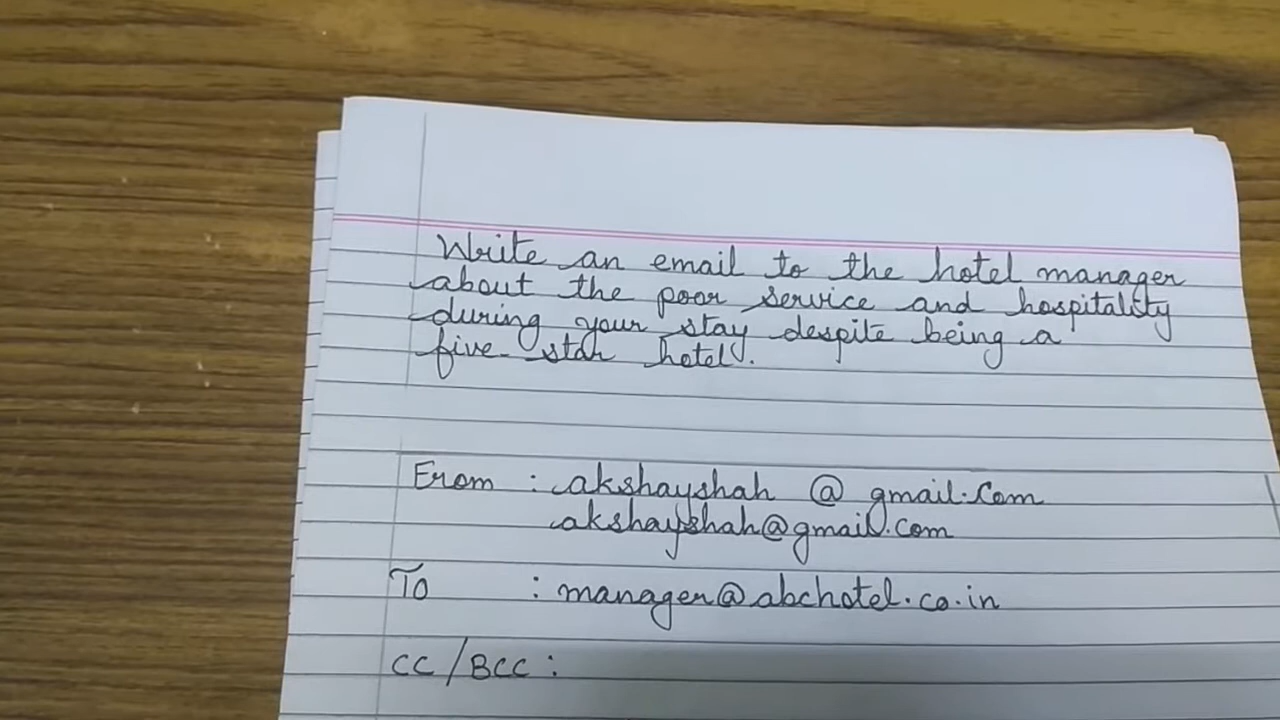 Write an email to the hotel manager
about the poor service and hospitality
during your stay despite being a
five-star hotel.
From : akshayshah @ gmail.com
akshayshah@gmail.com
To : manager@abchotel.co.in
CC/BCC :